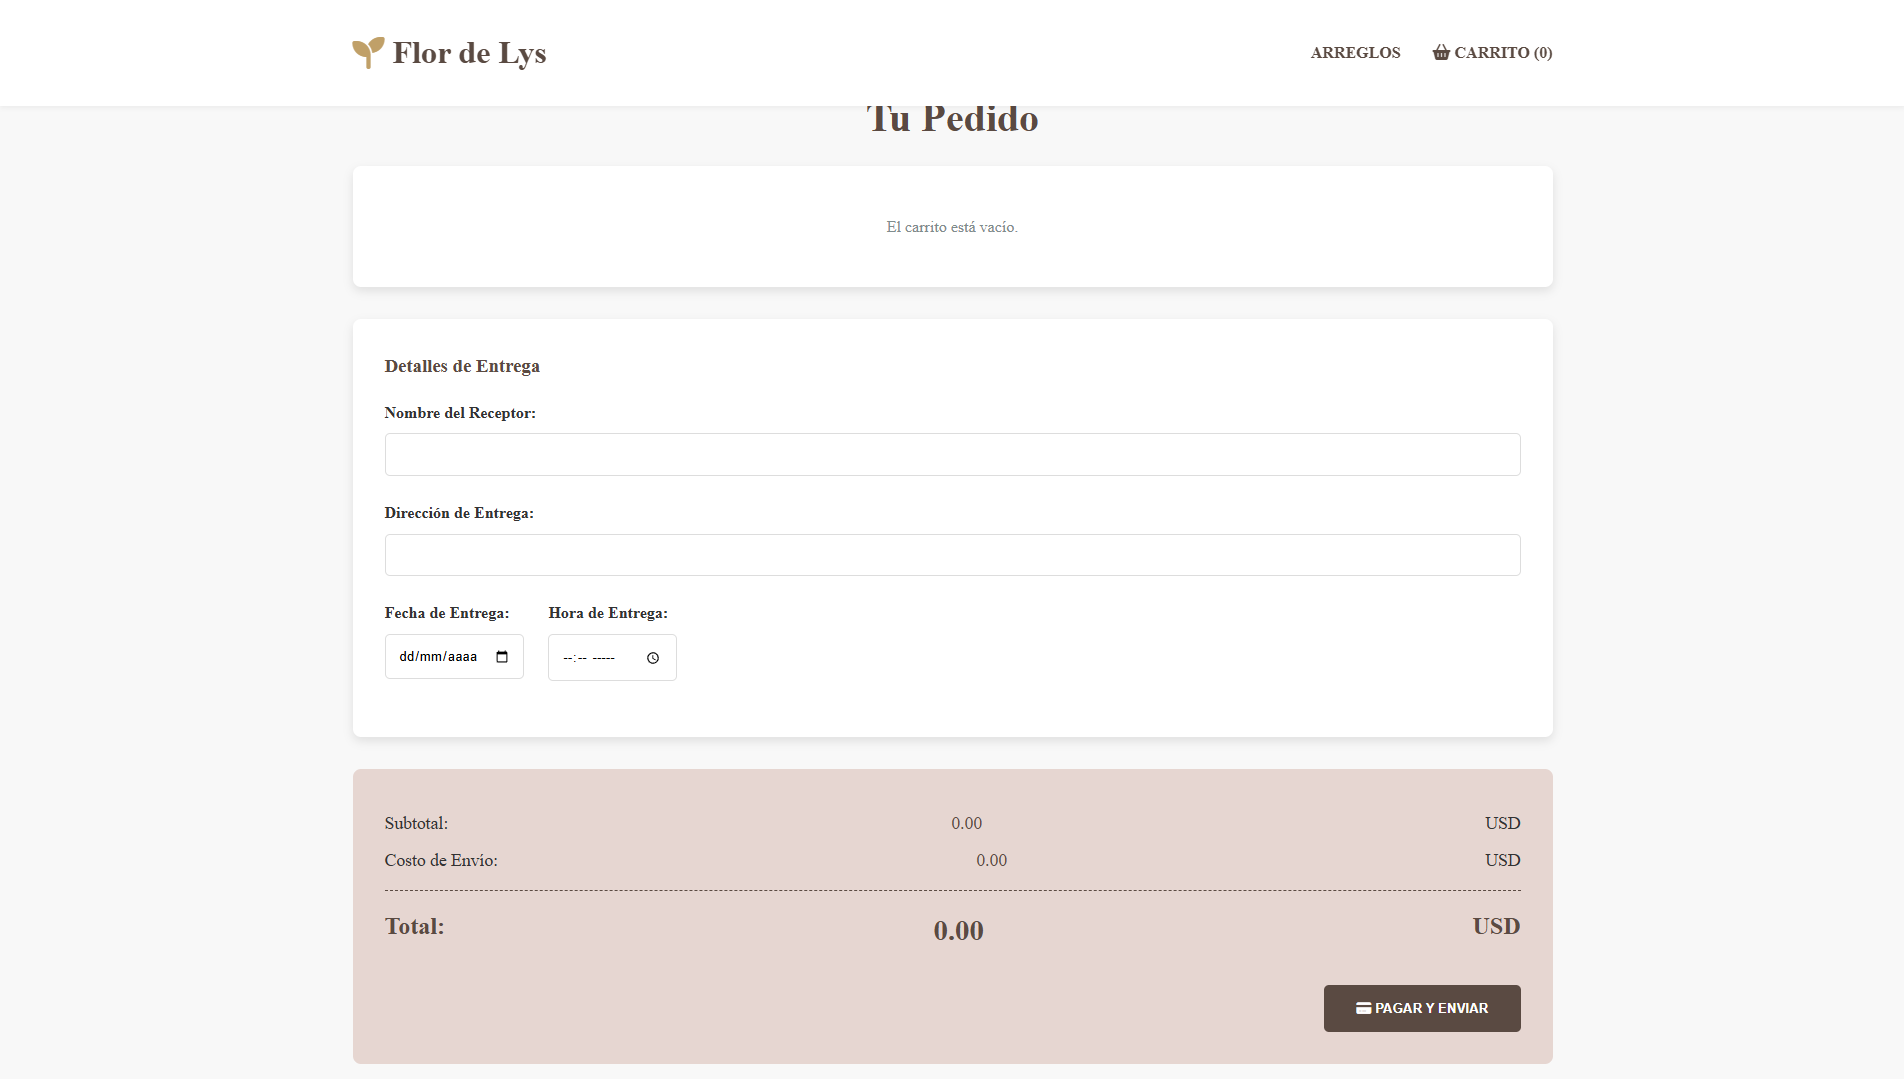 Flor de Lys
ARREGLOS
CARRITO (0)
Tu Pedido
El carrito está vacío.
Detalles de Entrega
Nombre del Receptor:
Dirección de Entrega:
Fecha de Entrega: Hora de Entrega:
dd/mm/aaaa --:-- -----
Subtotal: 0.00 USD
Costo de Envío: 0.00 USD
Total: 0.00 USD
PAGAR Y ENVIAR